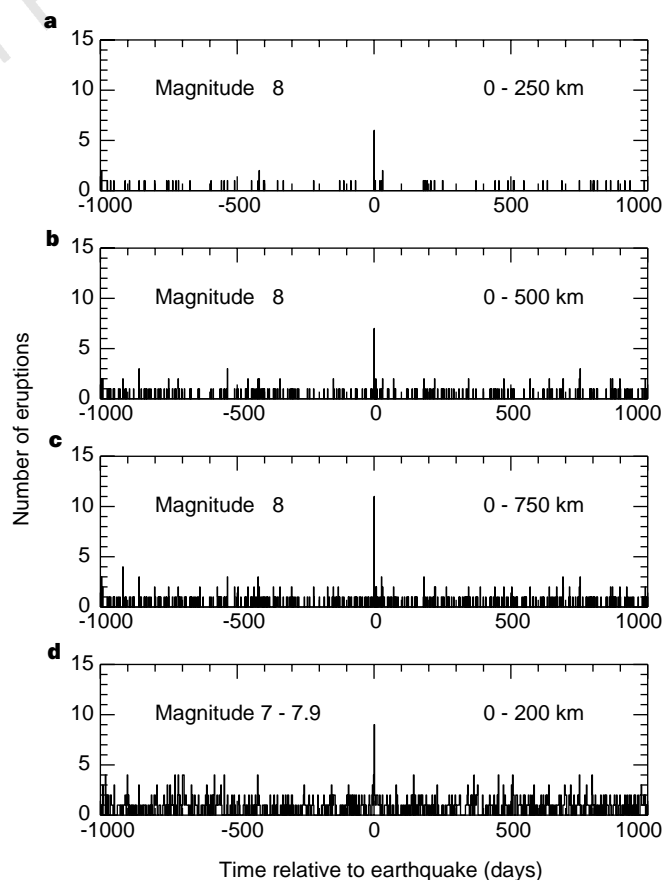 a
15
10
5
0
Magnitude 8
0 - 250 km
-1000 -500 0 500 1000
b
15
10
5
0
Magnitude 8
0 - 500 km
-1000 -500 0 500 1000
c
15
10
5
0
Magnitude 8
0 - 750 km
-1000 -500 0 500 1000
d
15
10
5
0
Magnitude 7 - 7.9
0 - 200 km
-1000 -500 0 500 1000
Number of eruptions
Time relative to earthquake (days)